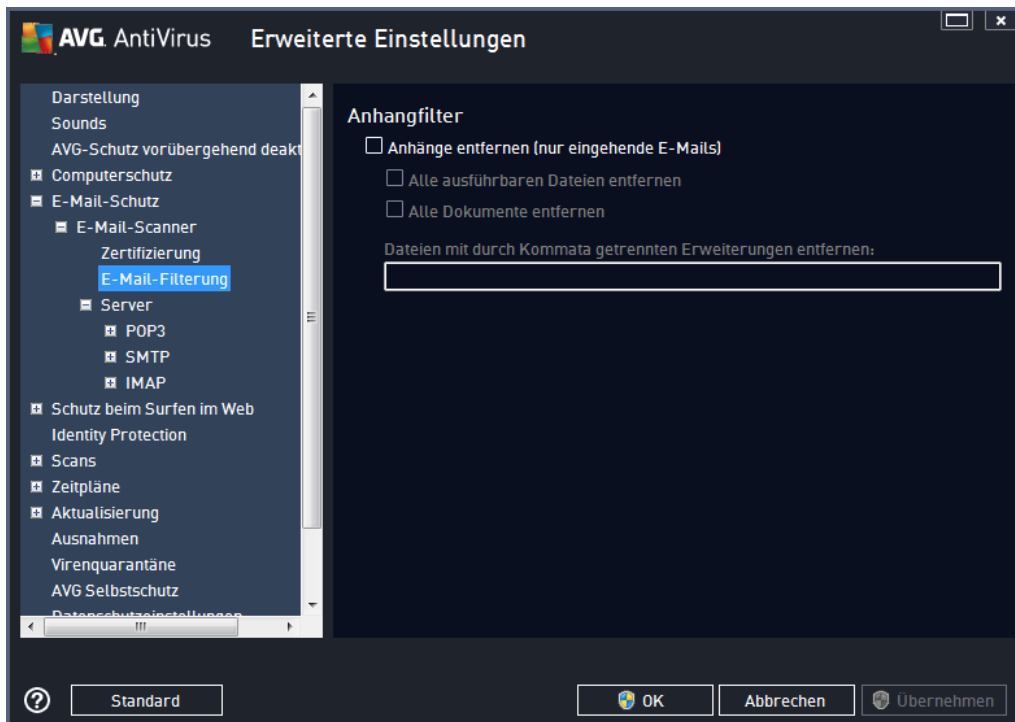 AVG AntiVirus Erweiterte Einstellungen
Darstellung
Sounds
AVG-Schutz vorübergehend deakt
Computerschutz
E-Mail-Schutz
E-Mail-Scanner
Zertifizierung
E-Mail-Filterung
Server
POP3
SMTP
IMAP
Schutz beim Surfen im Web
Identity Protection
Scans
Zeitpläne
Aktualisierung
Ausnahmen
Virenquarantäne
AVG Selbstschutz
Datenschutzeinstellungen
Anhangfilter
Anhänge entfernen (nur eingehende E-Mails)
Alle ausführbaren Dateien entfernen
Alle Dokumente entfernen
Dateien mit durch Kommata getrennten Erweiterungen entfernen:
Standard
OK
Abbrechen
Übernehmen